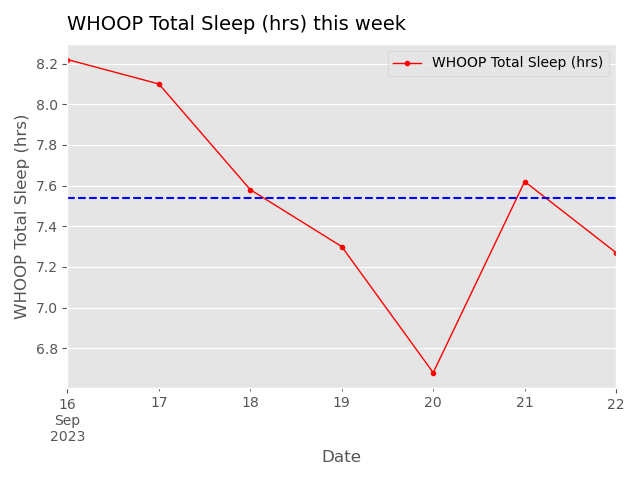 WHOOP Total Sleep (hrs) this week
WHOOP Total Sleep (hrs)
WHOOP Total Sleep (hrs)
8.2
8.0
7.8
7.6
7.4
7.2
7.0
6.8
16 17 18 19 20 21 22
Sep
2023
Date